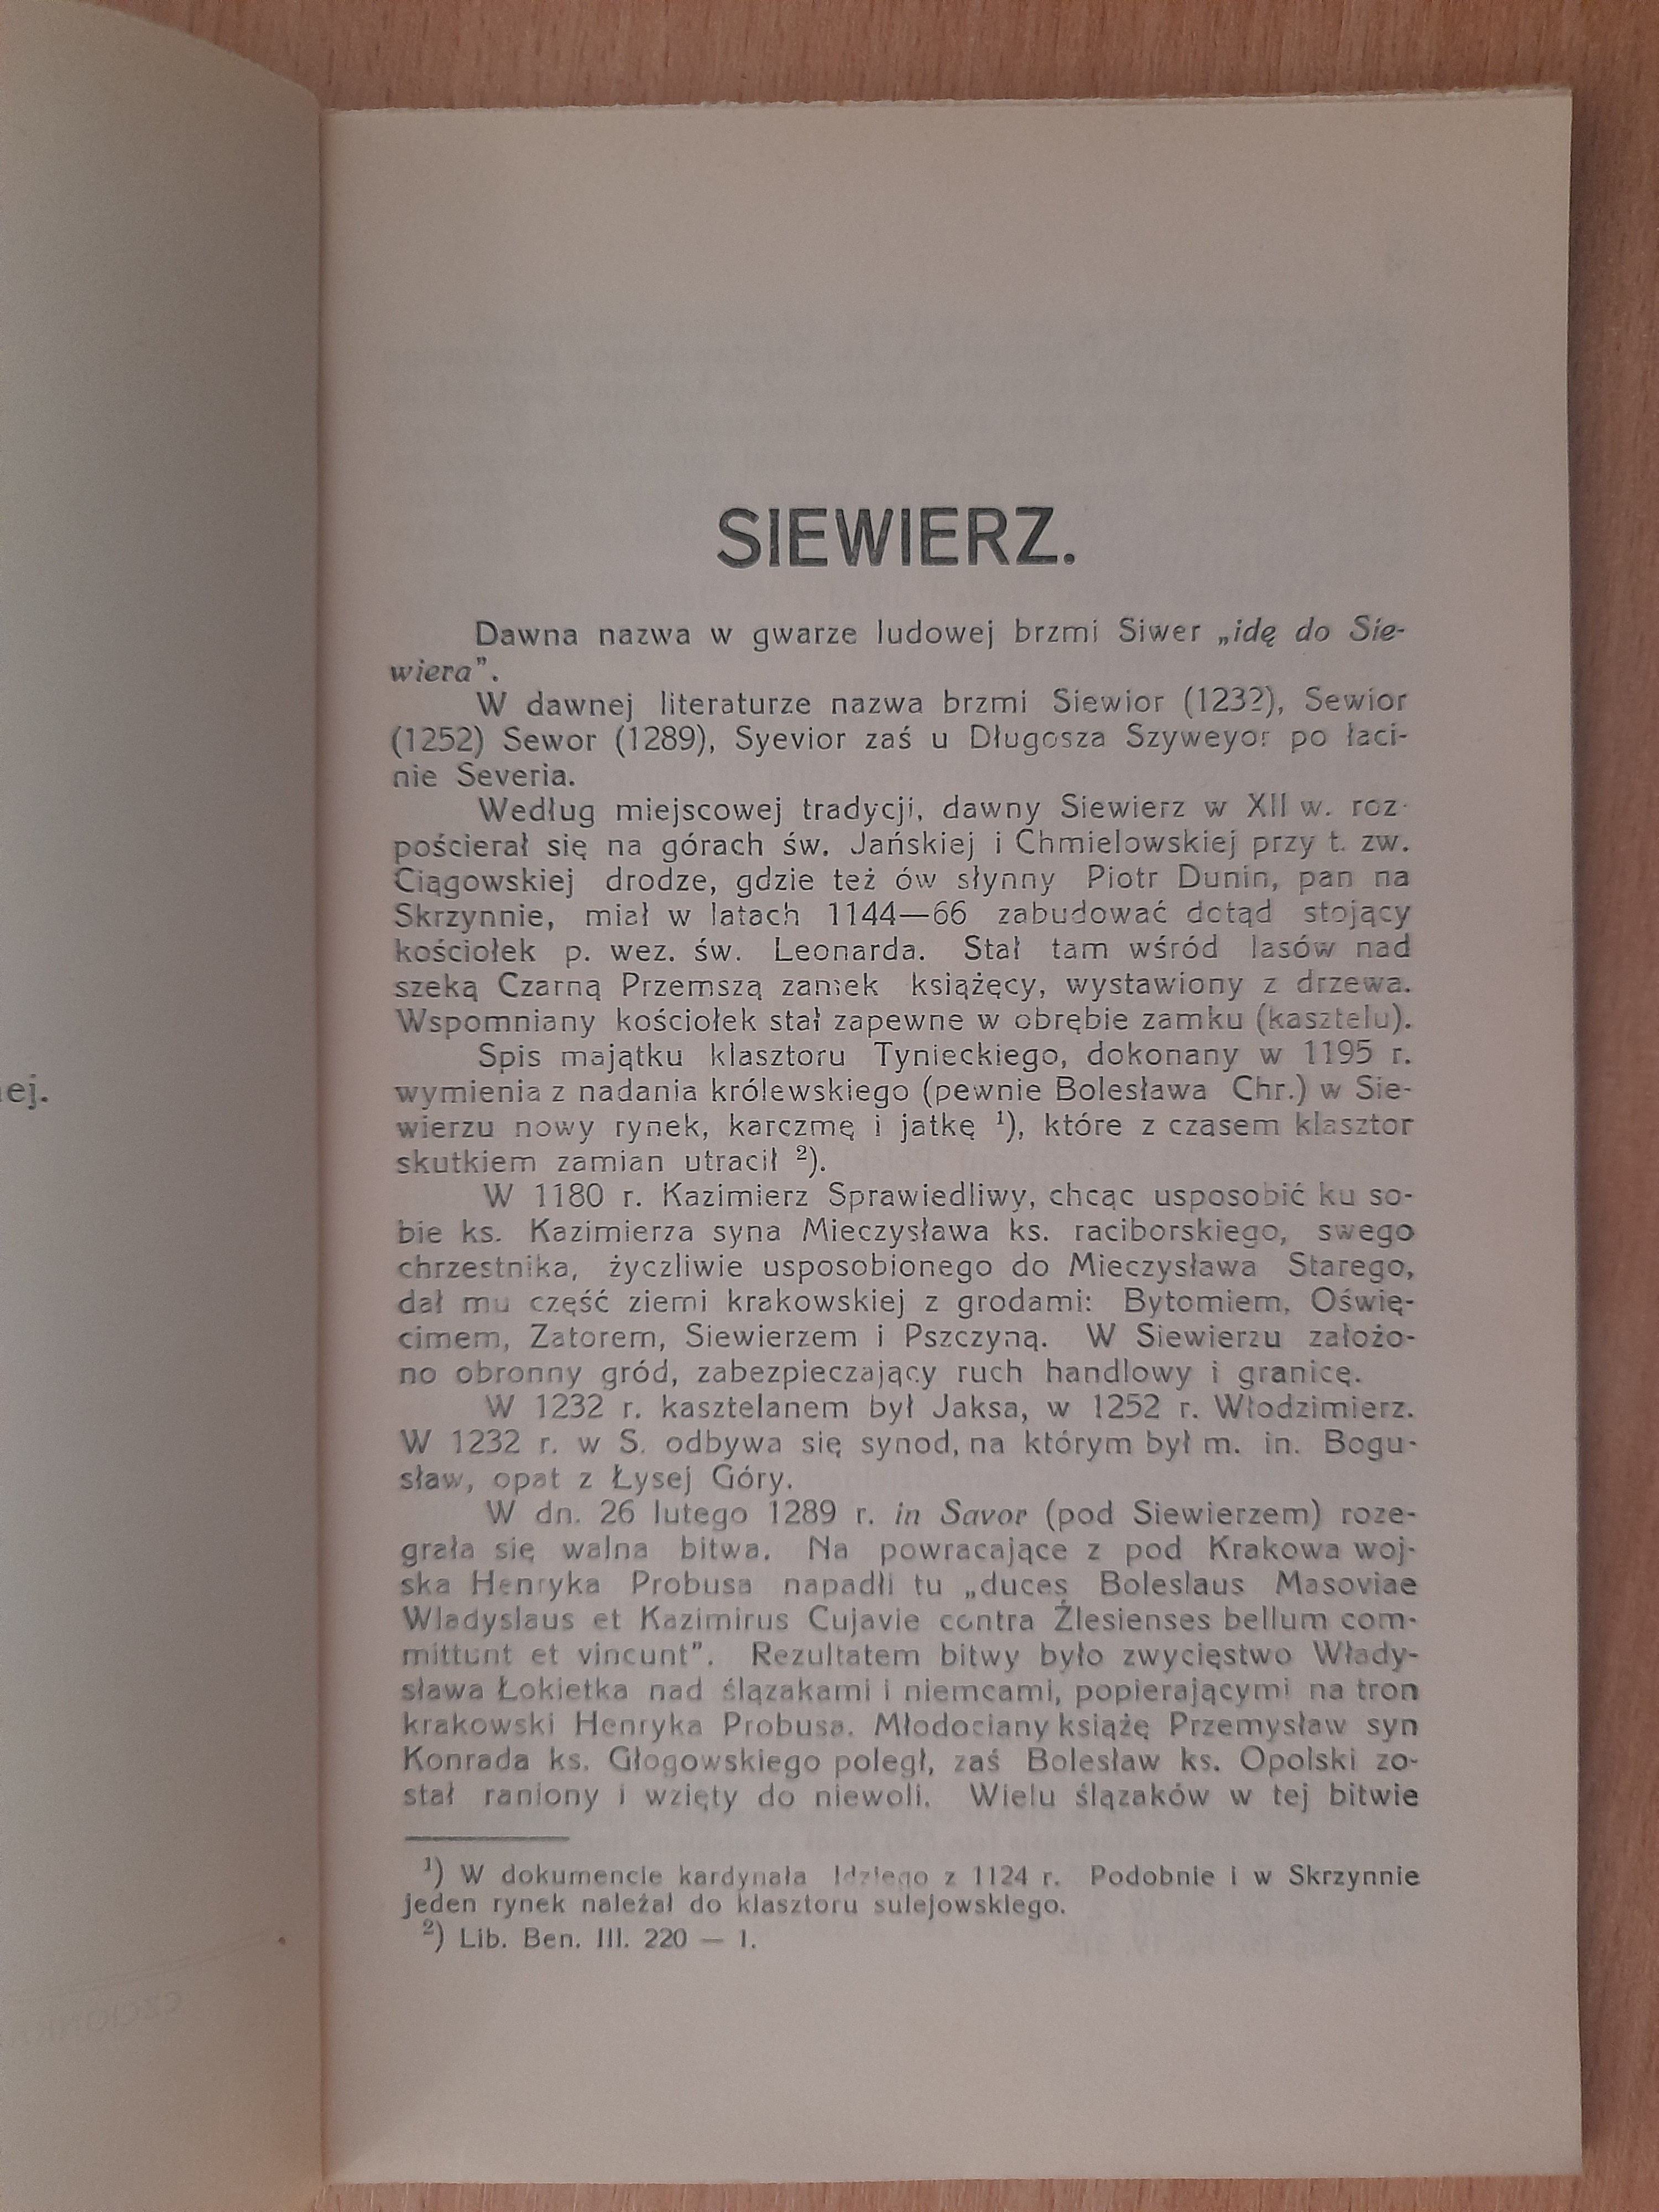 SIEWIERZ.
Dawna nazwa w gwarze ludowej brzmi Siwer „idę do Sie-
wiera”.
W dawnej literaturze nazwa brzmi Siewior (1232), Sewior
(1252) Sewor (1289), Syevior zaś u Długosza Szyweyor po łaci-
nie Severia.
Według miejscowej tradycji, dawny Siewierz w XII w. roz-
pościerał się na górach św. Jańskiej i Chmielowskiej przy t. zw.
Ciągowskiej drodze, gdzie też ów słynny Piotr Dunin, pan na
Skrzynnie, miał w latach 1144—66 zabudować dotąd stojący
kościołek p. wez. św. Leonarda. Stał tam wśród lasów nad
szeką Czarną Przemszą zamek książęcy, wystawiony z drzewa.
Wspomniany kościołek stał zapewne w obrębie zamku (kasztelu).
Spis majątku klasztoru Tynieckiego, dokonany w 1195 r.
wymienia z nadania królewskiego (pewnie Bolesława Chr.) w Sie-
wierzu nowy rynek, karczmę i jatkę ¹), które z czasem klasztor
skutkiem zamian utracił ²).
W 1180 r. Kazimierz Sprawiedliwy, chcąc usposobić ku so-
bie ks. Kazimierza syna Mieczysława ks. raciborskiego, swego
chrzestnika, życzliwie usposobionego do Mieczysława Starego,
dał mu część ziemi krakowskiej z grodami: Bytomiem, Oświę-
cimem, Zatorem, Siewierzem i Pszczyną. W Siewierzu założo-
no obronny gród, zabezpieczający ruch handlowy i granicę.
W 1232 r. kasztelanem był Jaksa, w 1252 r. Włodzimierz.
W 1232 r. w S. odbywa się synod, na którym był m. in. Bogu-
sław, opat z Łysej Góry.
W dn. 26 lutego 1289 r. in Savor (pod Siewierzem) roze-
grała się walna bitwa. Na powracające z pod Krakowa woj-
ska Henryka Probusa napadli tu „duces Boleslaus Masoviae
Wladyslaus et Kazimirus Cujavie contra Źlesienses bellum com-
mittunt et vincunt”. Rezultatem bitwy było zwycięstwo Włady-
sława Łokietka nad ślązakami i niemcami, popierającymi na tron
krakowski Henryka Probusa. Młodociany książę Przemysław syn
Konrada ks. Głogowskiego poległ, zaś Bolesław ks. Opolski zo-
stał raniony i wzięty do niewoli. Wielu ślązaków w tej bitwie
¹) W dokumencie kardynała Idziego z 1124 r. Podobnie i w Skrzynnie
jeden rynek należał do klasztoru sulejowskiego.
²) Lib. Ben. III. 220 — 1.
ej.